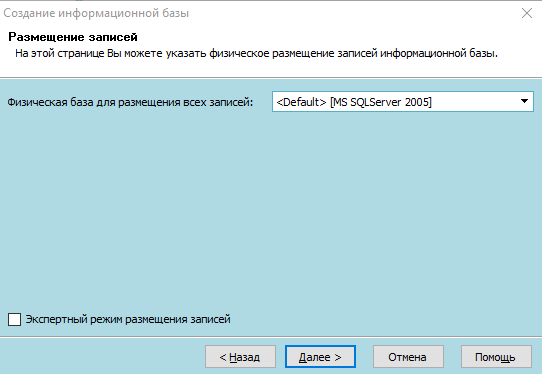 Создание информационной базы
Размещение записей
На этой странице Вы можете указать физическое размещение записей информационной базы.
Физическая база для размещения всех записей: <Default> [MS SQLServer 2005]
Экспертный режим размещения записей
< Назад Далее > Отмена Помощь